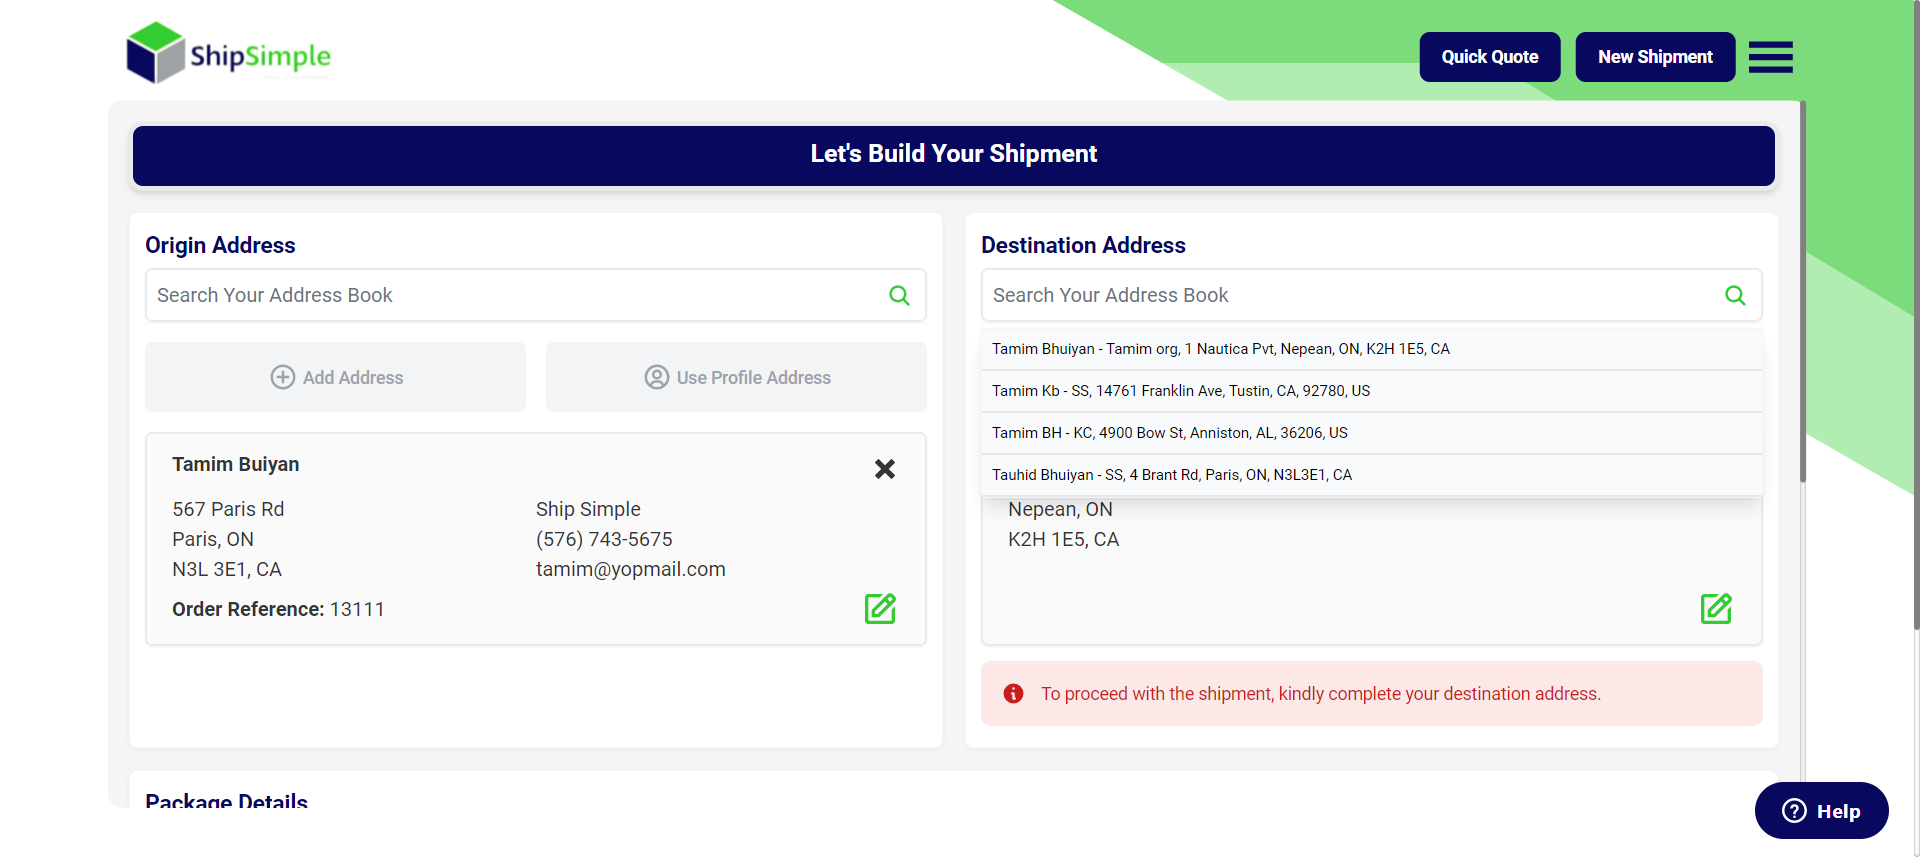 ShipSimple
Quick Quote
New Shipment
Let's Build Your Shipment
Origin Address
Search Your Address Book
Add Address
Use Profile Address
Tamim Buiyan
567 Paris Rd
Paris, ON
N3L 3E1, CA
Ship Simple
(576) 743-5675
tamim@yopmail.com
Order Reference: 13111
Destination Address
Search Your Address Book
Tamim Bhuiyan - Tamim org, 1 Nautica Pvt, Nepean, ON, K2H 1E5, CA
Tamim Kb - SS, 14761 Franklin Ave, Tustin, CA, 92780, US
Tamim BH - KC, 4900 Bow St, Anniston, AL, 36206, US
Tauhid Bhuiyan - SS, 4 Brant Rd, Paris, ON, N3L3E1, CA
Nepean, ON
K2H 1E5, CA
To proceed with the shipment, kindly complete your destination address.
Package Details
Help